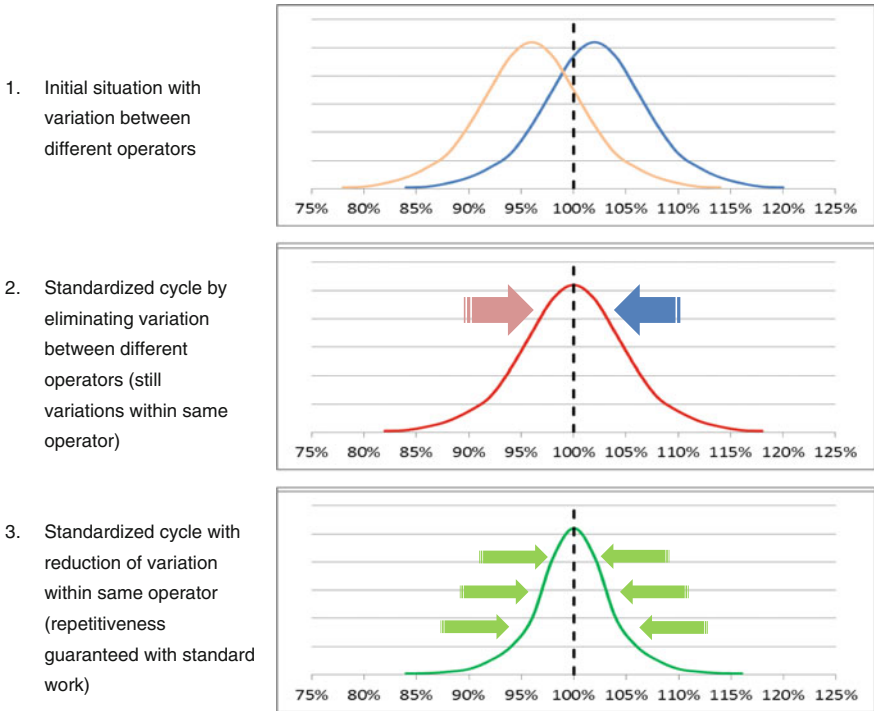 1. Initial situation with
variation between
different operators
75% 80% 85% 90% 95% 100% 105% 110% 115% 120% 125%
2. Standardized cycle by
eliminating variation
between different
operators (still
variations within same
operator)
75% 80% 85% 90% 95% 100% 105% 110% 115% 120% 125%
3. Standardized cycle with
reduction of variation
within same operator
(repetitiveness
guaranteed with standard
work)
75% 80% 85% 90% 95% 100% 105% 110% 115% 120% 125%